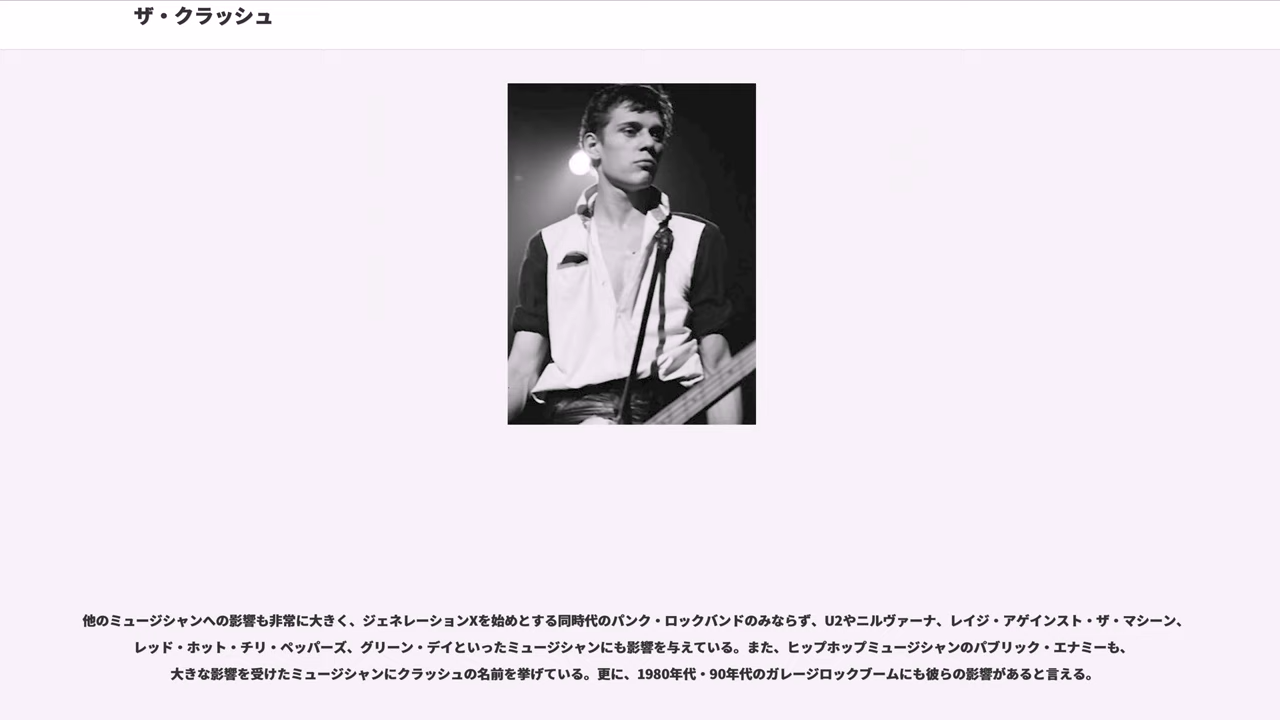 ザ・クラッシュ
他のミュージシャンへの影響も非常に大きく、ジェネレーションXを始めとする同時代のパンク・ロックバンドのみならず、U2やニルヴァーナ、レイジ・アゲインスト・ザ・マシーン、
レッド・ホット・チリ・ペッパーズ、グリーン・デイといったミュージシャンにも影響を与えている。また、ヒップホップミュージシャンのパブリック・エナミーも、
大きな影響を受けたミュージシャンにクラッシュの名前を挙げている。更に、1980年代・90年代のガレージロックブームにも彼らの影響があると言える。